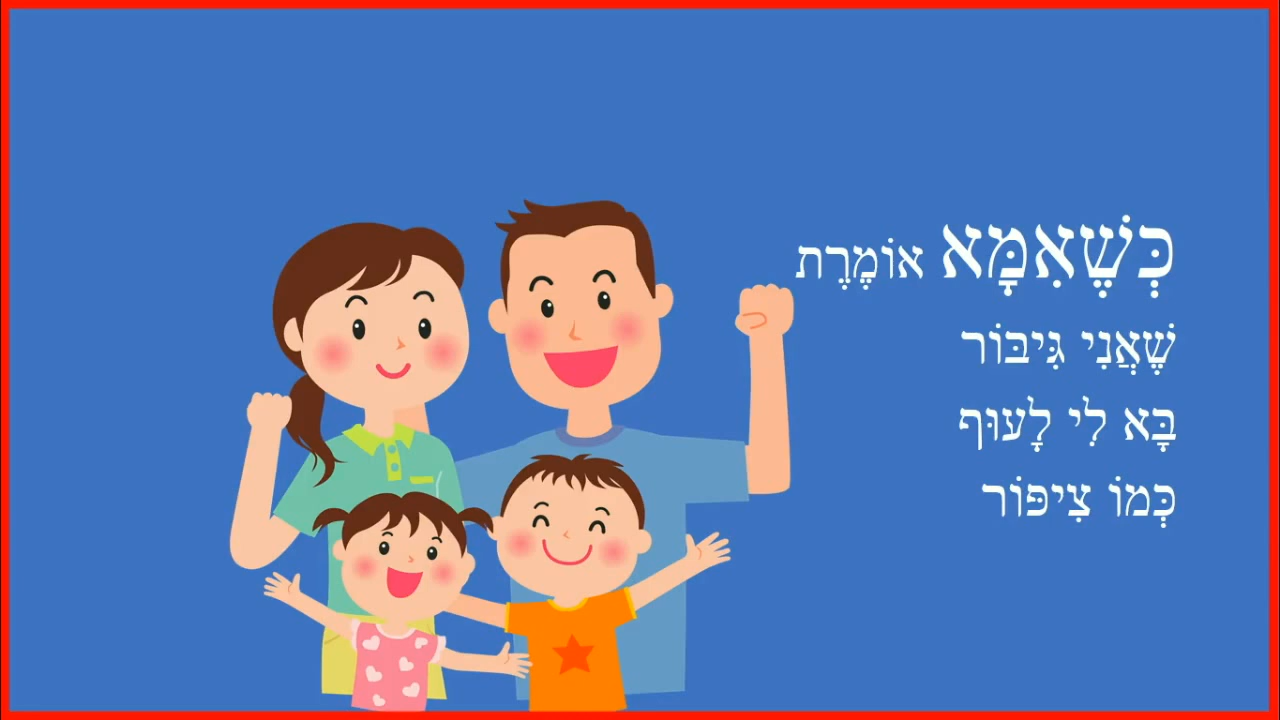 כְּשֶׁאִמָּא אוֹמֶרֶת
שֶׁאֲנִי גִּיבּוֹר
בָּא לִי לָעוּף
כְּמוֹ צִיפּוֹר